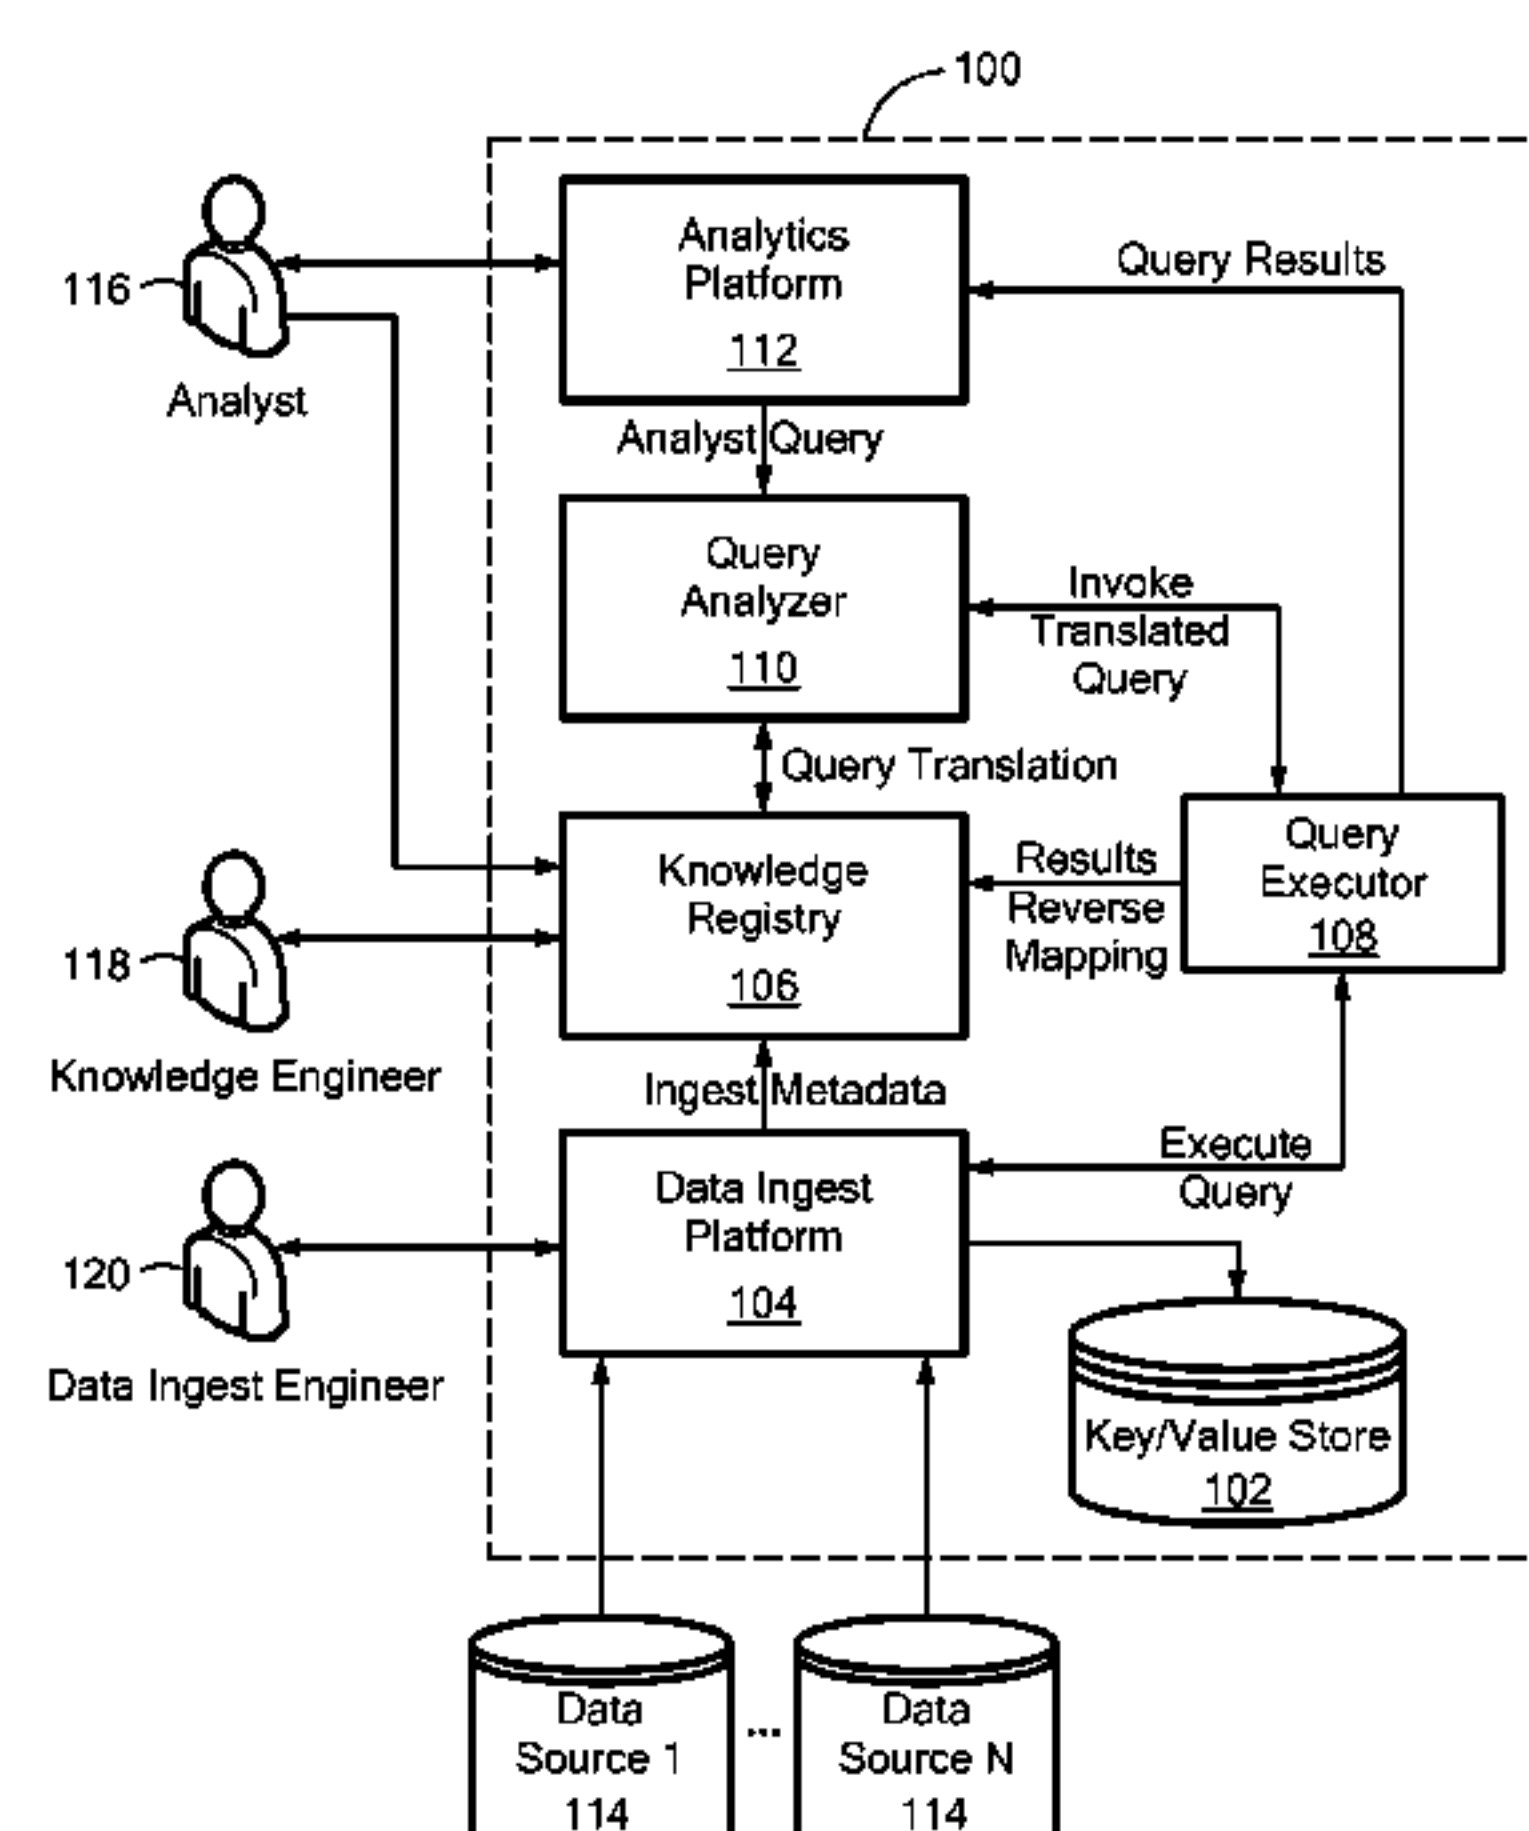 100
Analytics
Platform
112
Query Results
116
Analyst
Analyst Query
Query
Analyzer
110
Invoke
Translated
Query
Query Translation
Knowledge
Registry
106
Results
Reverse
Mapping
Query
Executor
108
118
Knowledge Engineer
Ingest Metadata
Data Ingest
Platform
104
Execute
Query
120
Data Ingest Engineer
Key/Value Store
102
Data
Source 1
114
...
Data
Source N
114